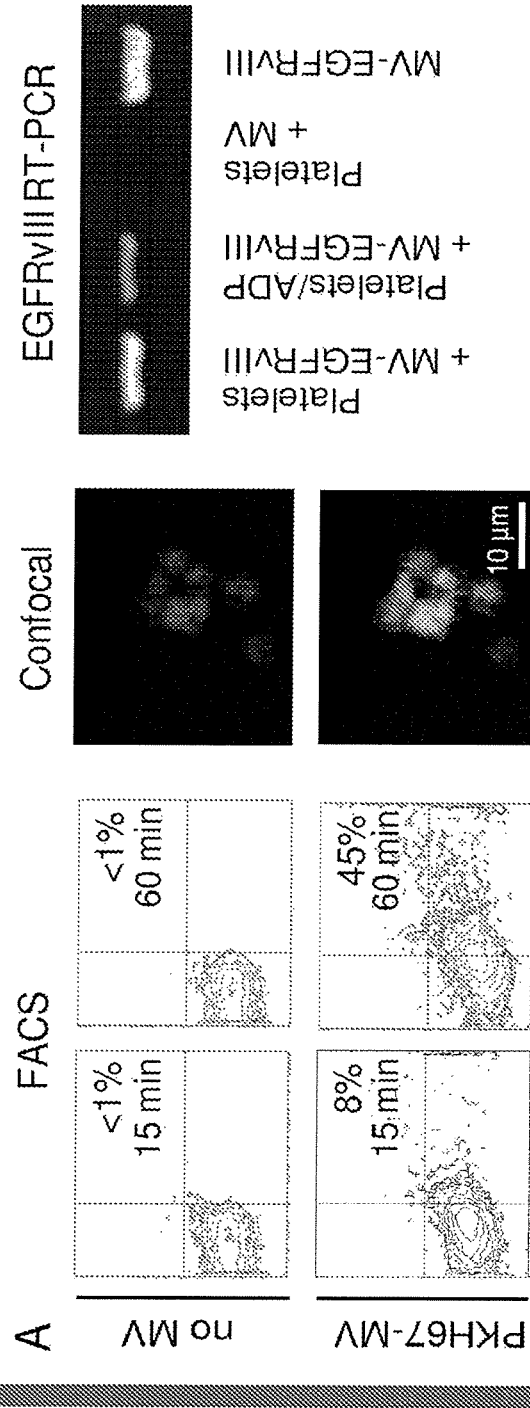 A
FACS
Confocal
EGFRvIII RT-PCR
no MV
<1%
15 min
<1%
60 min
PKH67-MV
8%
15 min
45%
60 min
10 µm
Platelets
+ MV-EGFRvIII
Platelets/ADP
+ MV-EGFRvIII
Platelets
+ MV
MV-EGFRvIII